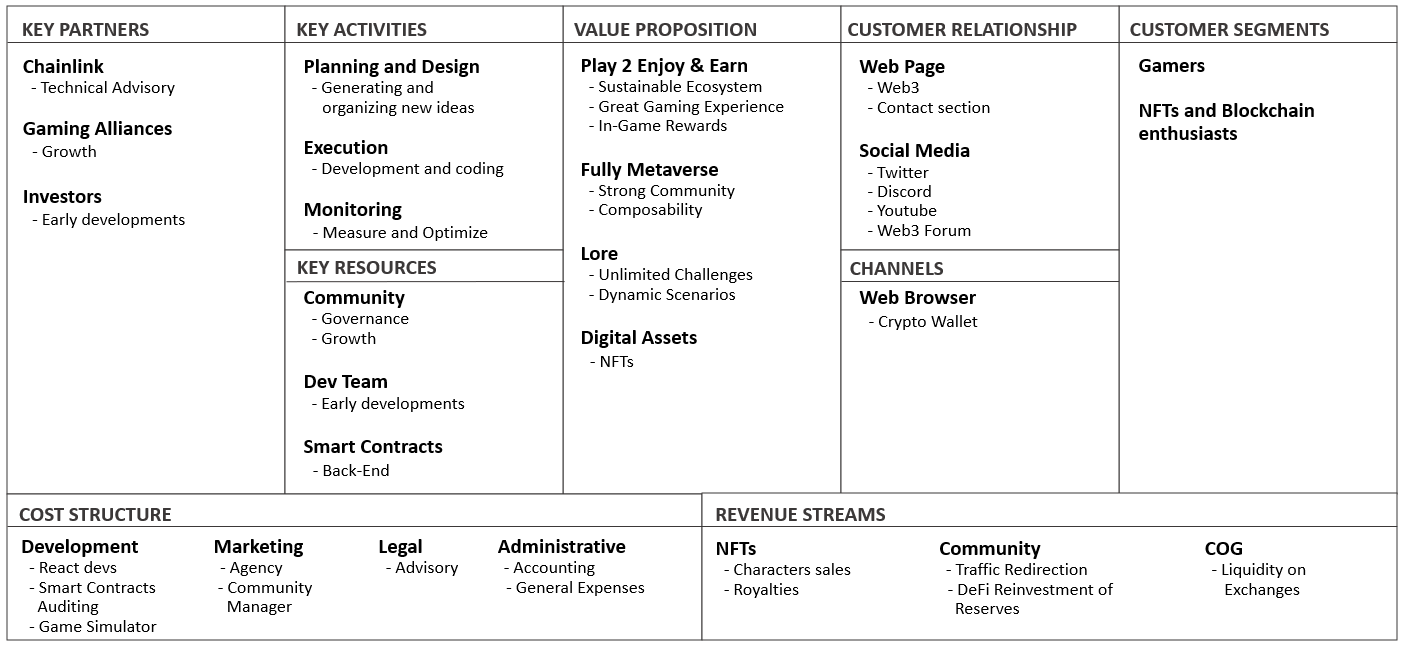 KEY PARTNERS
Chainlink
- Technical Advisory
Gaming Alliances
- Growth
Investors
- Early developments
KEY ACTIVITIES
Planning and Design
- Generating and
organizing new ideas
Execution
- Development and coding
Monitoring
- Measure and Optimize
KEY RESOURCES
Community
- Governance
- Growth
Dev Team
- Early developments
Smart Contracts
- Back-End
VALUE PROPOSITION
Play 2 Enjoy & Earn
- Sustainable Ecosystem
- Great Gaming Experience
- In-Game Rewards
Fully Metaverse
- Strong Community
- Composability
Lore
- Unlimited Challenges
- Dynamic Scenarios
Digital Assets
- NFTs
CUSTOMER RELATIONSHIP
Web Page
- Web3
- Contact section
Social Media
- Twitter
- Discord
- Youtube
- Web3 Forum
CHANNELS
Web Browser
- Crypto Wallet
CUSTOMER SEGMENTS
Gamers
NFTs and Blockchain
enthusiasts
COST STRUCTURE
Development
- React devs
- Smart Contracts
Auditing
- Game Simulator
Marketing
- Agency
- Community
Manager
Legal
- Advisory
Administrative
- Accounting
- General Expenses
REVENUE STREAMS
NFTs
- Characters sales
- Royalties
Community
- Traffic Redirection
- DeFi Reinvestment of
Reserves
COG
- Liquidity on
Exchanges